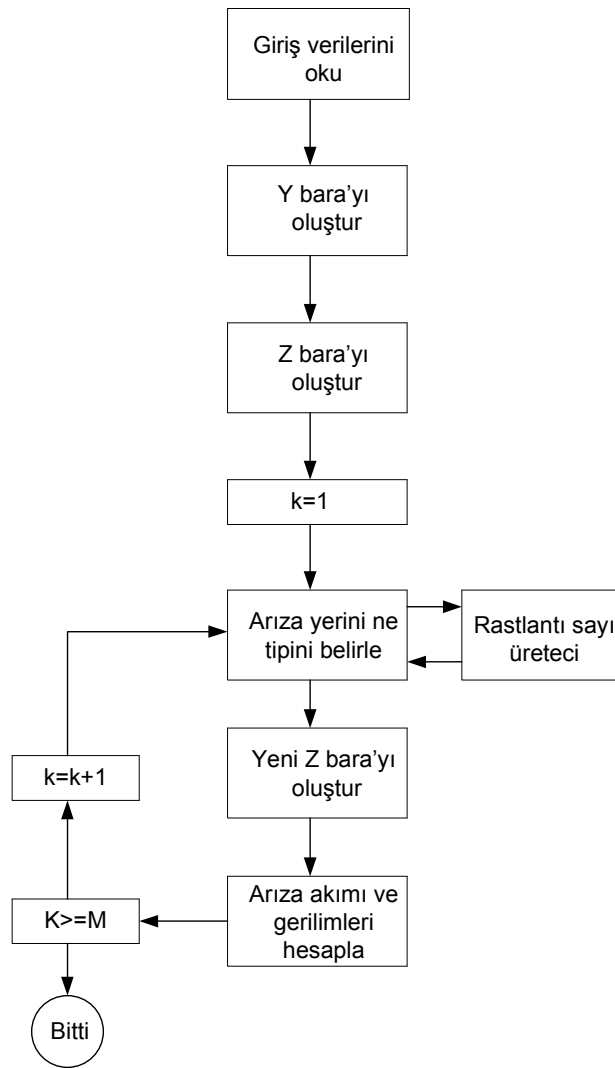 Giriş verilerini
oku
Y bara’yı
oluştur
Z bara’yı
oluştur
k=1
Arıza yerini ne
tipini belirle
Rastlantı sayı
üreteci
Yeni Z bara’yı
oluştur
k=k+1
Arıza akımı ve
gerilimleri
hesapla
K>=M
Bitti